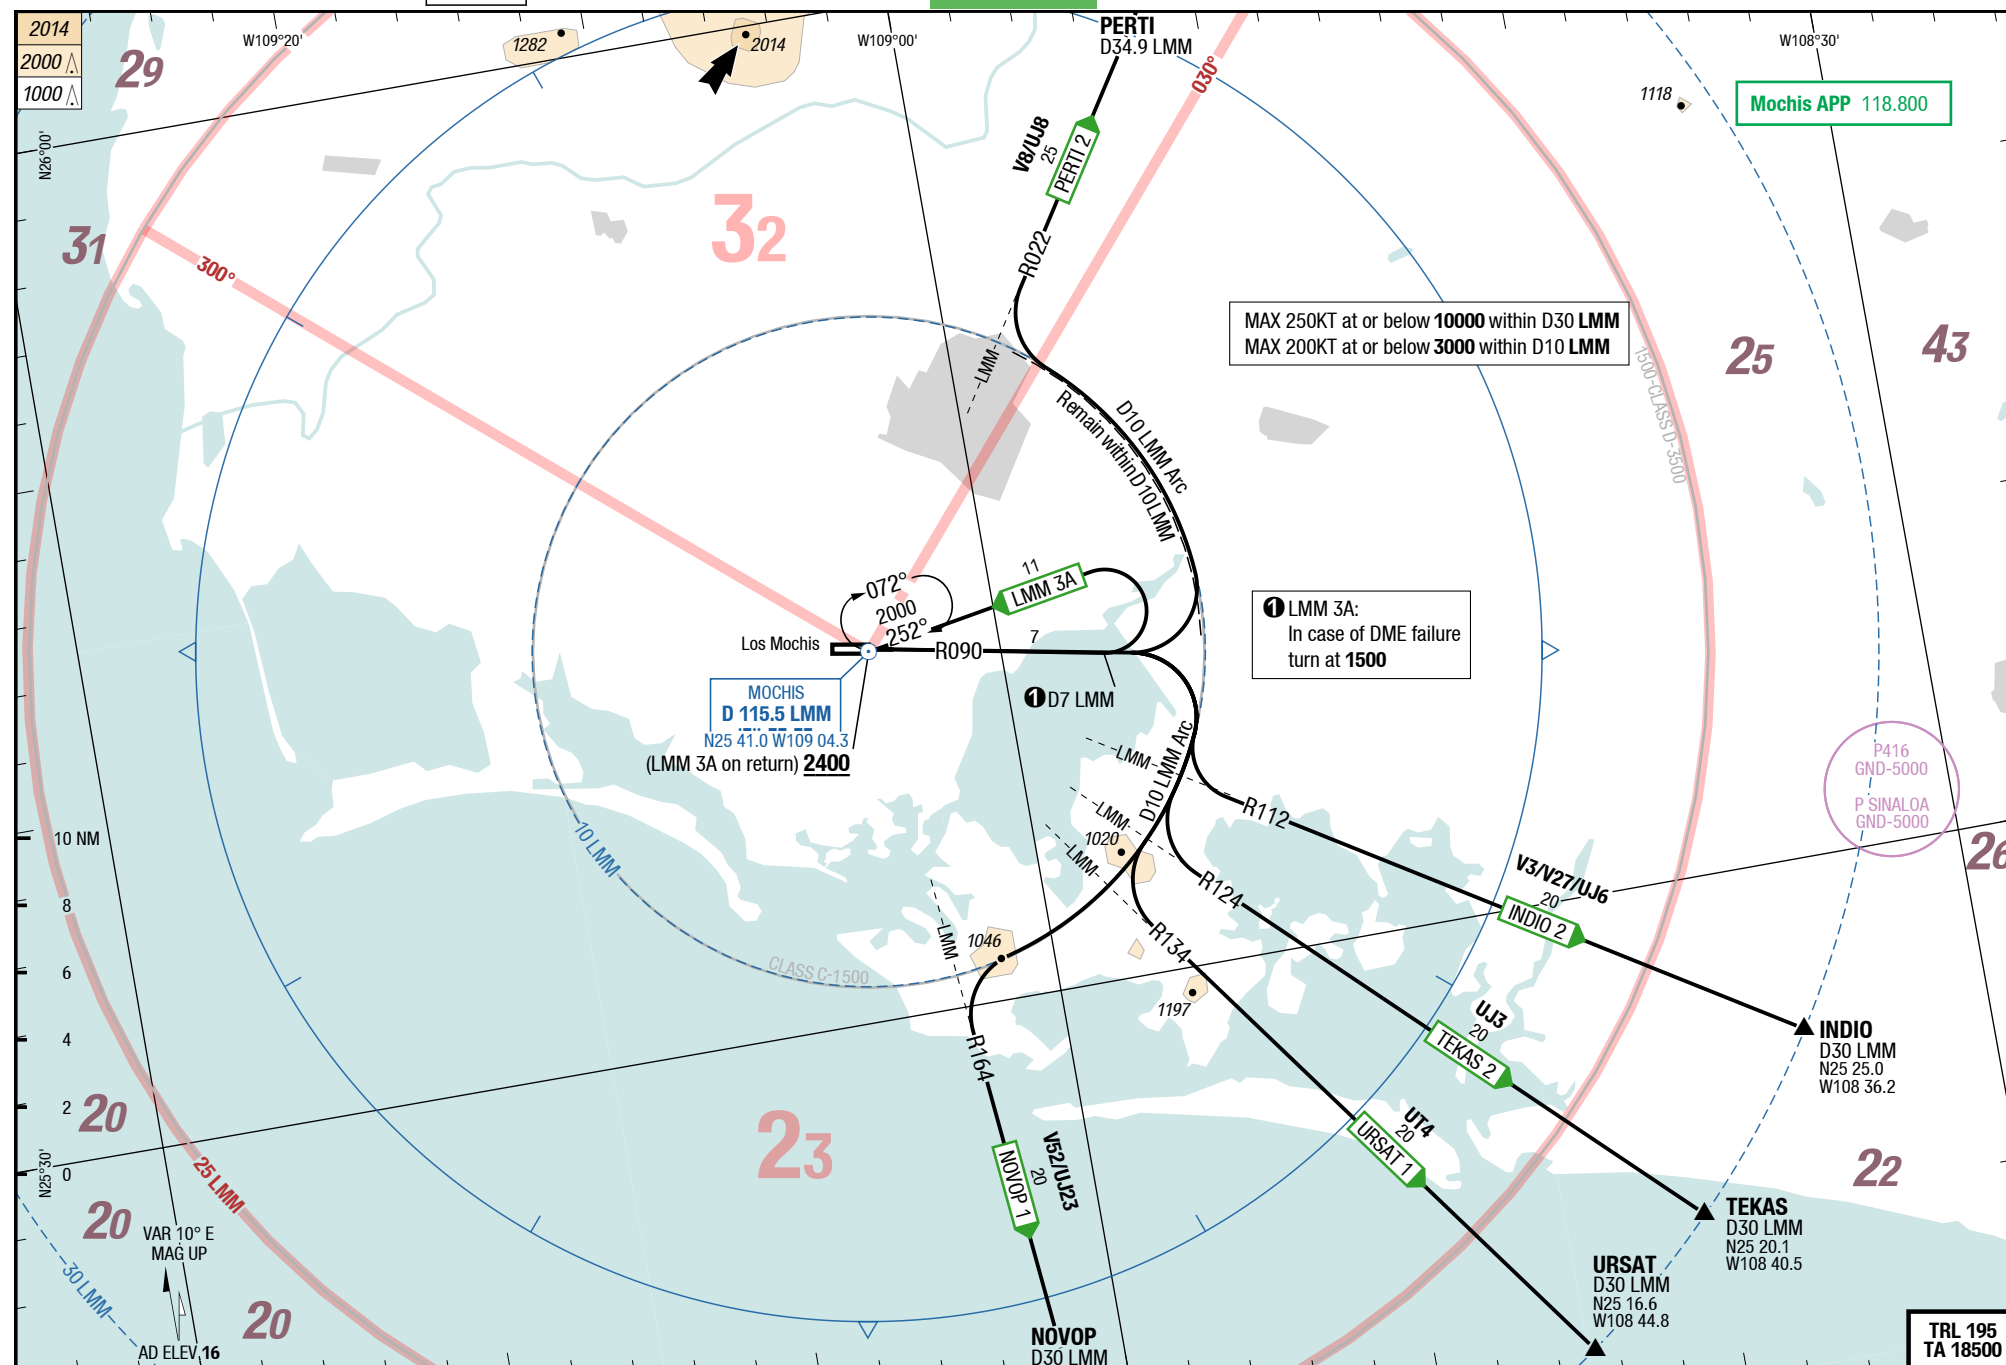 2014
2000
1000
29
W109°20'
1282
2014
W109°00'
PERTI
D34.9 LMM
W108°30'
1118
Mochis APP 118.800
N26°00'
31
300°
32
030°
V8/UJ8
25
PERTI 2
R022
LMM
MAX 250KT at or below 10000 within D30 LMM
MAX 200KT at or below 3000 within D10 LMM
25
43
1500-CLASS D-3500
D10 LMM Arc
Remain within D10 LMM
11
LMM 3A
072°
2000
252°
Los Mochis
R090
7
1 D7 LMM
1 LMM 3A:
In case of DME failure
turn at 1500
MOCHIS
D 115.5 LMM
N25 41.0 W109 04.3
(LMM 3A on return) 2400
P416
GND-5000
P SINALOA
GND-5000
26
D10 LMM Arc
LMM
R112
V3/V27/UJ6
20
INDIO 2
LMM
1020
R124
UJ3
20
TEKAS 2
LMM
R134
UT4
20
URSAT 1
LMM
1046
1197
R164
V52/UJ23
20
NOVOP 1
10 LMM
CLASS C-1500
10 NM
8
6
4
2
0
N25°30'
20
20
20
23
22
25 LMM
30 LMM
VAR 10° E
MAG UP
AD ELEV 16
INDIO
D30 LMM
N25 25.0
W108 36.2
TEKAS
D30 LMM
N25 20.1
W108 40.5
URSAT
D30 LMM
N25 16.6
W108 44.8
NOVOP
D30 LMM
TRL 195
TA 18500